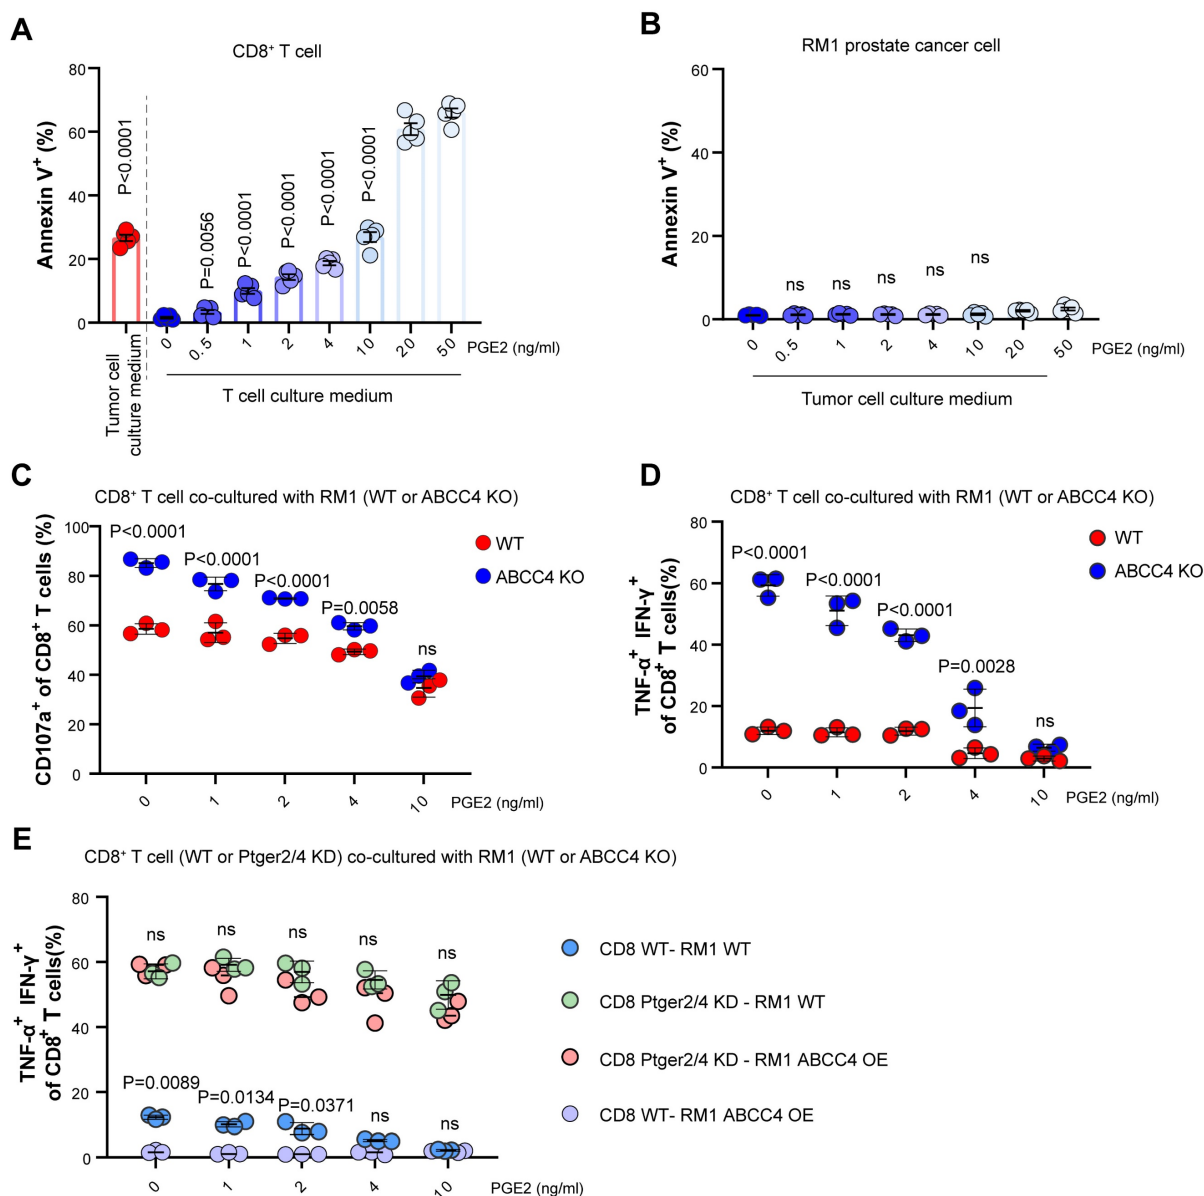 A
CD8⁺ T cell
Annexin V⁺ (%)
80
60
40
20
0
P<0.0001
P=0.0056
P<0.0001
P<0.0001
P<0.0001
P<0.0001
Tumor cell
culture medium
0
0.5
1
2
4
10
20
50
PGE2 (ng/ml)
T cell culture medium
B
RM1 prostate cancer cell
Annexin V⁺ (%)
60
40
20
0
ns
ns
ns
ns
ns
0
0.5
1
2
4
10
20
50
PGE2 (ng/ml)
Tumor cell culture medium
C
CD8⁺ T cell co-cultured with RM1 (WT or ABCC4 KO)
CD107a⁺ of CD8⁺ T cells (%)
100
80
60
40
20
0
P<0.0001
P<0.0001
P<0.0001
P=0.0058
ns
WT
ABCC4 KO
0
1
2
4
10
PGE2 (ng/ml)
D
CD8⁺ T cell co-cultured with RM1 (WT or ABCC4 KO)
TNF-α⁺ IFN-γ⁺
of CD8⁺ T cells(%)
80
60
40
20
0
P<0.0001
P<0.0001
P<0.0001
P=0.0028
ns
WT
ABCC4 KO
0
1
2
4
10
PGE2 (ng/ml)
E
CD8⁺ T cell (WT or Ptger2/4 KD) co-cultured with RM1 (WT or ABCC4 KO)
TNF-α⁺ IFN-γ⁺
of CD8⁺ T cells(%)
80
60
40
20
0
ns
ns
ns
ns
ns
P=0.0089
P=0.0134
P=0.0371
ns
ns
CD8 WT- RM1 WT
CD8 Ptger2/4 KD - RM1 WT
CD8 Ptger2/4 KD - RM1 ABCC4 OE
CD8 WT- RM1 ABCC4 OE
0
1
2
4
10
PGE2 (ng/ml)